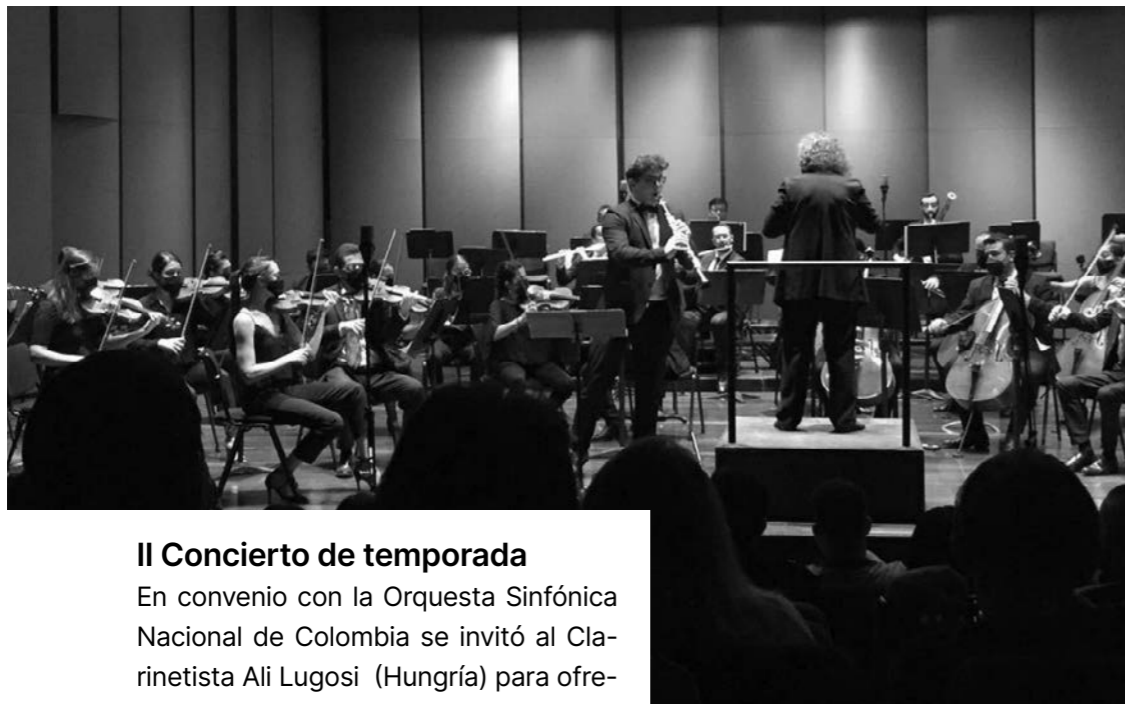 II Concierto de temporada
En convenio con la Orquesta Sinfónica
Nacional de Colombia se invitó al Cla-
rinetista Ali Lugosi (Hungría) para ofre-